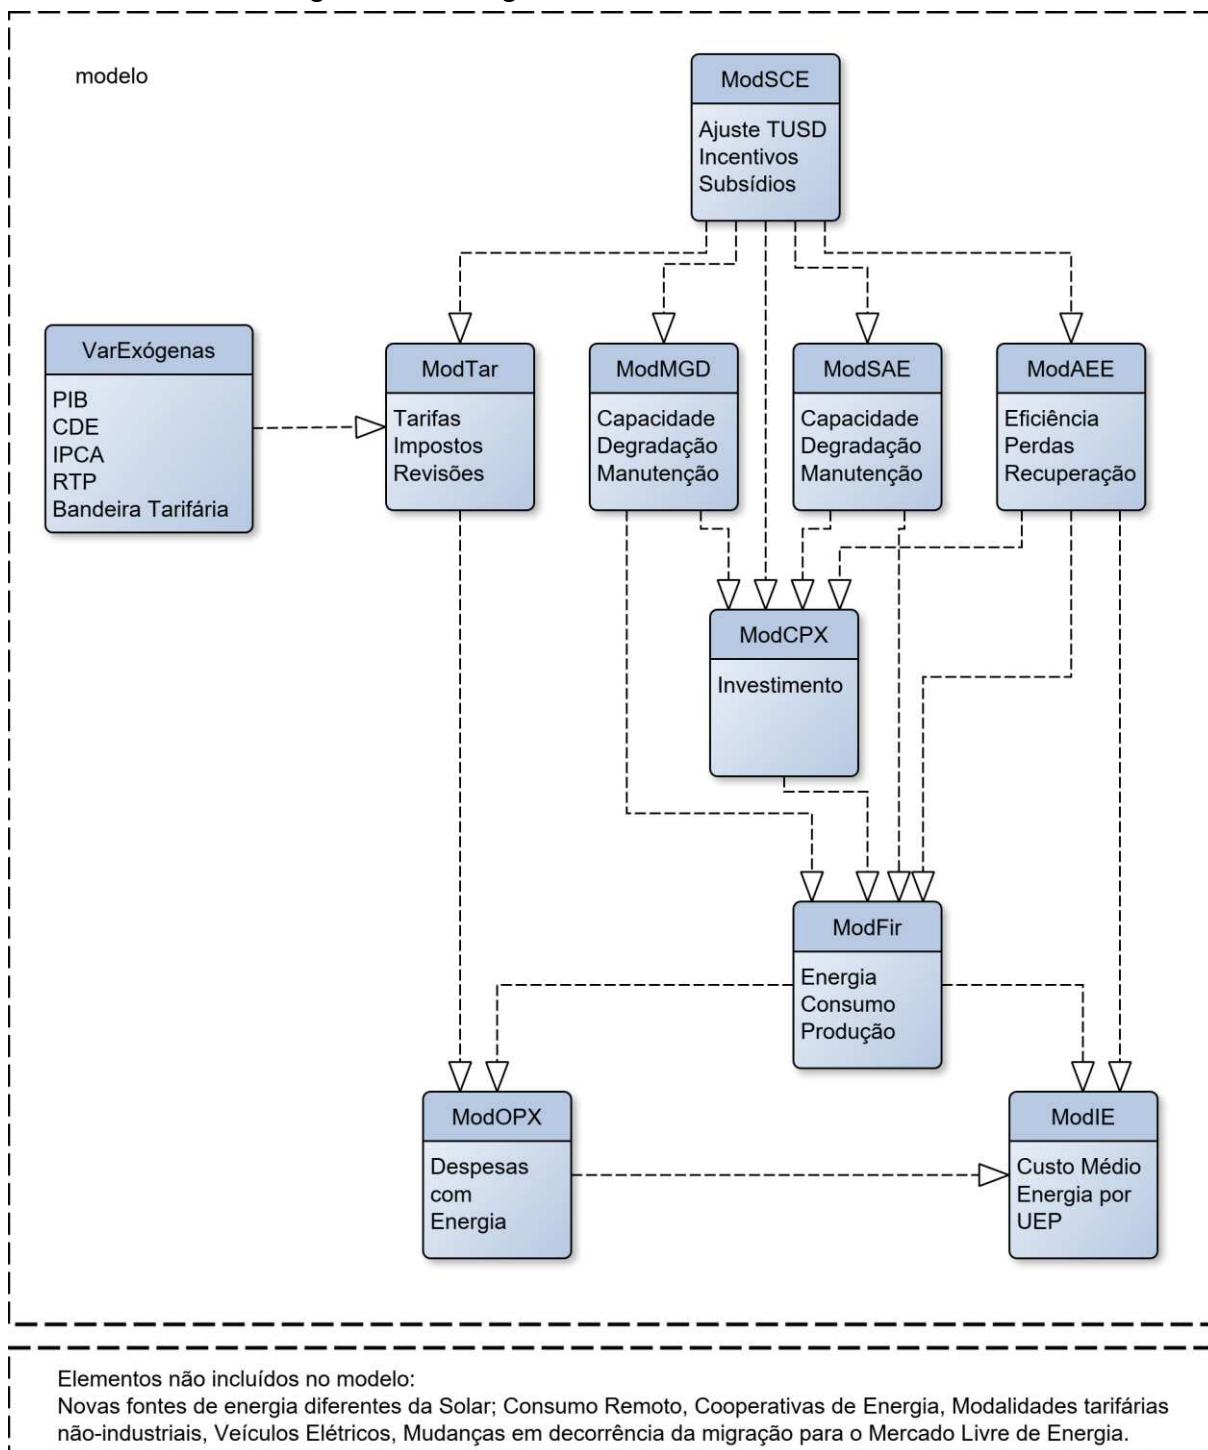 modelo
ModSCE
Ajuste TUSD
Incentivos
Subsídios
VarExógenas
PIB
CDE
IPCA
RTP
Bandeira Tarifária
ModTar
Tarifas
Impostos
Revisões
ModMGD
Capacidade
Degradação
Manutenção
ModSAE
Capacidade
Degradação
Manutenção
ModAEE
Eficiência
Perdas
Recuperação
ModCPX
Investimento
ModFir
Energia
Consumo
Produção
ModOPX
Despesas
com
Energia
ModIE
Custo Médio
Energia por
UEP
Elementos não incluídos no modelo:
Novas fontes de energia diferentes da Solar; Consumo Remoto, Cooperativas de Energia, Modalidades tarifárias
não-industriais, Veículos Elétricos, Mudanças em decorrência da migração para o Mercado Livre de Energia.